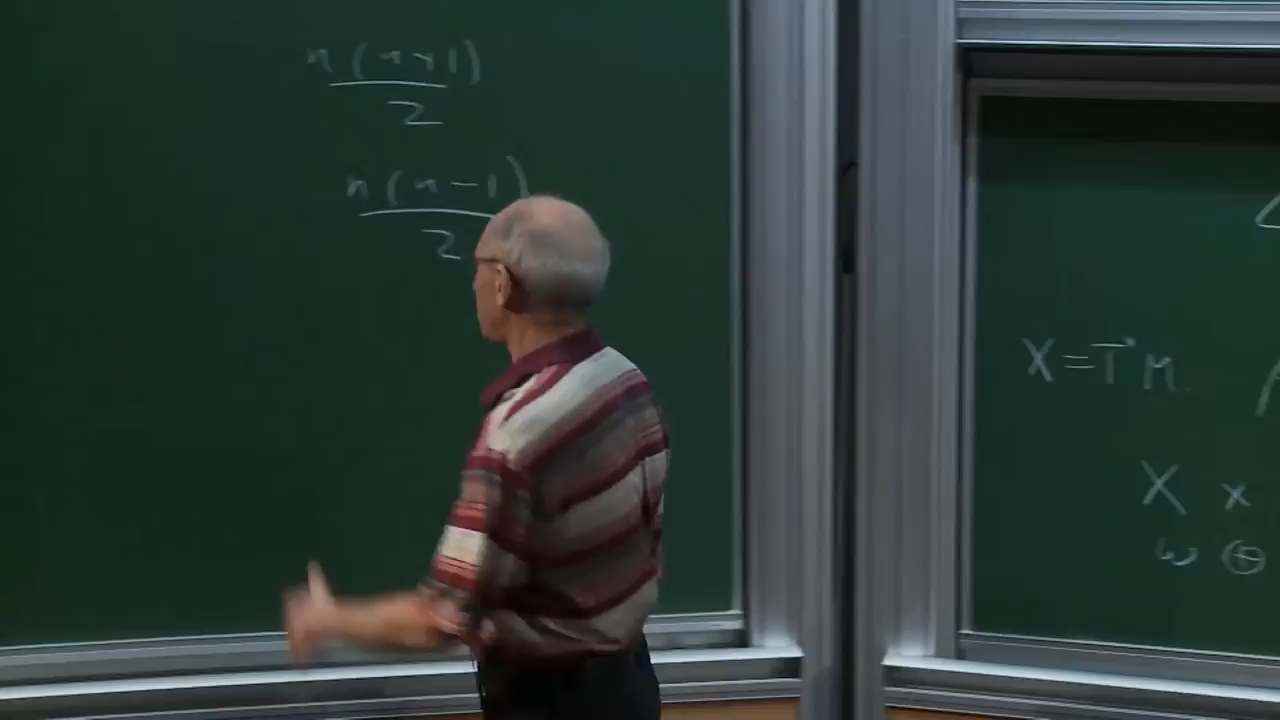 n(n+1)
2
n(n-1)
2
X = T*M
X x
ω ⊕